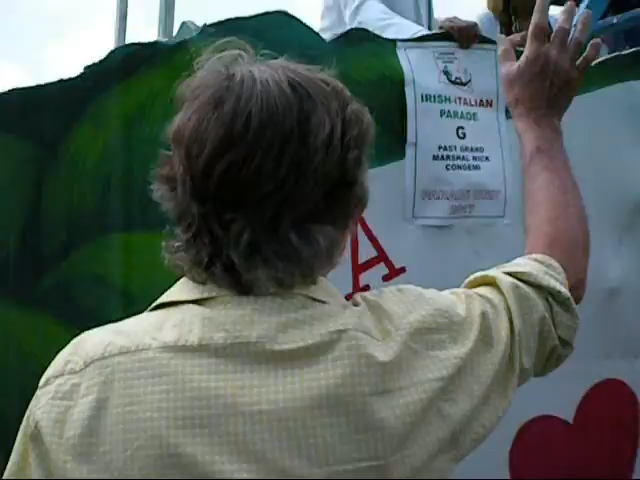 IRISH-ITALIAN
PARADE
G
PAST GRAND
MARSHAL NICK
CONGEMI
A